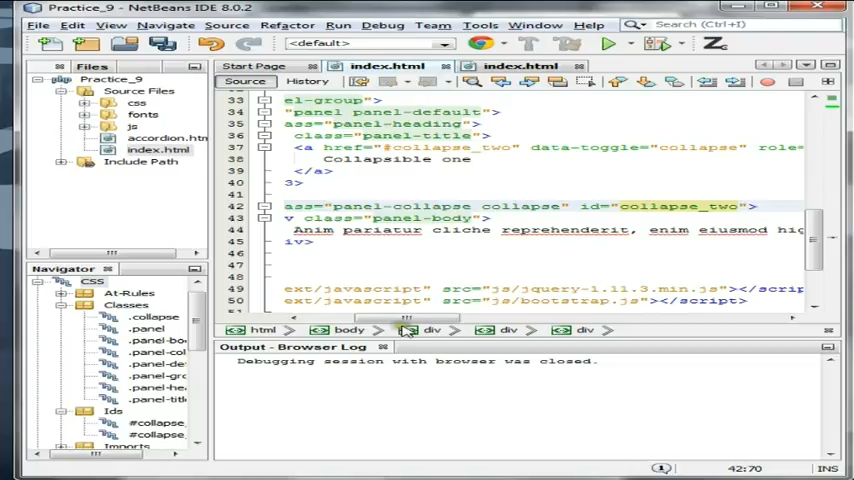 Practice_9 - NetBeans IDE 8.0.2
File Edit View Navigate Source Refactor Run Debug Team Tools Window Help Search (Ctrl+I)
<default>
Files
Start Page index.html index.html
Source History
Practice_9
Source Files
css
fonts
js
accordion.htn
index.html
Include Path
33 el-group">
34 "panel panel-default">
35 ass="panel-heading">
36 class="panel-title">
37 <a href="#collapse_two" data-toggle="collapse" role=
38 Collapsible one
39 </a>
40 3>
41
42 ass="panel-collapse collapse" id="collapse_two">
43 v class="panel-body">
44 Anim pariatur cliche reprehenderit, enim eiusmod hig
45 iv>
46
47
48
49 ext/javascript" src="js/jquery-1.11.3.min.js"></scrip
50 ext/javascript" src="js/bootstrap.js"></script>
html body div div div
Navigator
CSS
At-Rules
Classes
.collapse
.panel
.panel-bo
.panel-col
.panel-de
.panel-gro
.panel-he
.panel-titl
Ids
#collapse_
#collapse_
Imports
Output - Browser Log
Debugging session with browser was closed.
1 42:70 INS